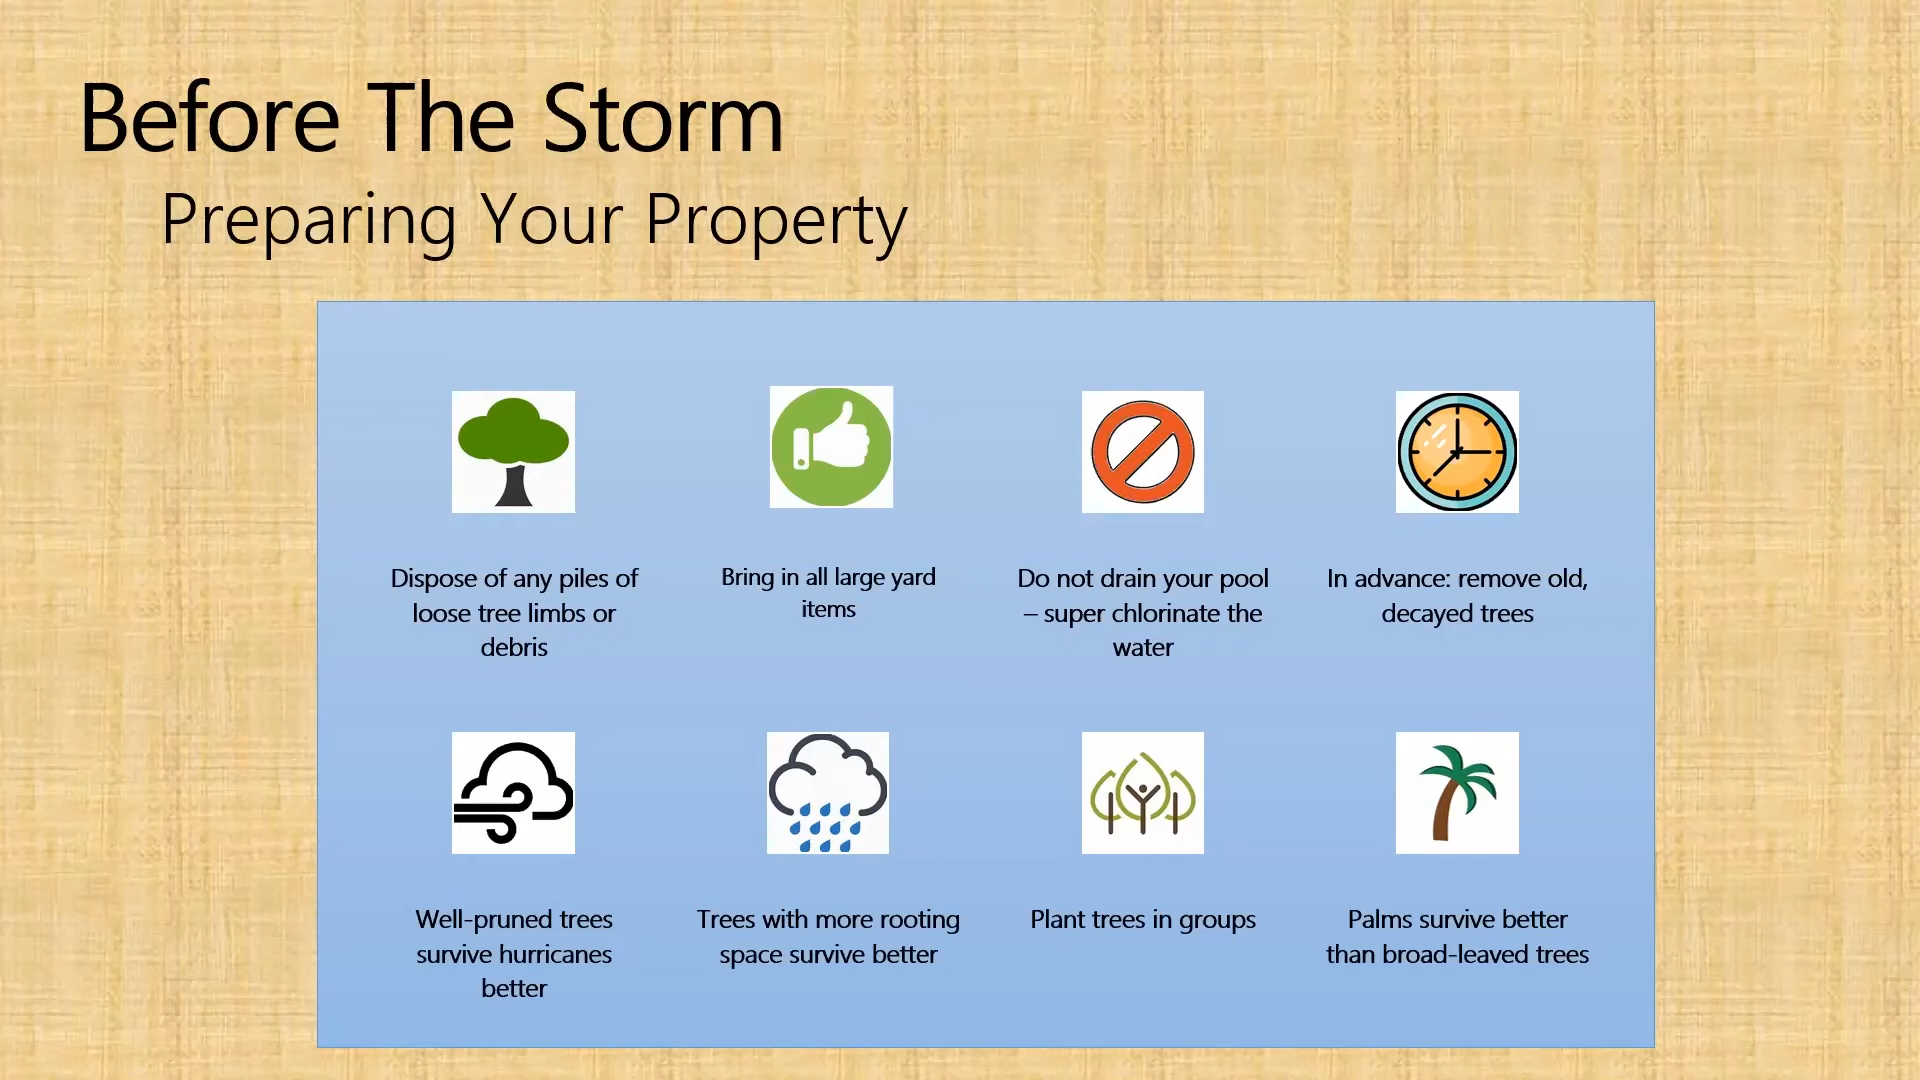 Before The Storm
Preparing Your Property
Dispose of any piles of
loose tree limbs or
debris
Bring in all large yard
items
Do not drain your pool
– super chlorinate the
water
In advance: remove old,
decayed trees
Well-pruned trees
survive hurricanes
better
Trees with more rooting
space survive better
Plant trees in groups
Palms survive better
than broad-leaved trees